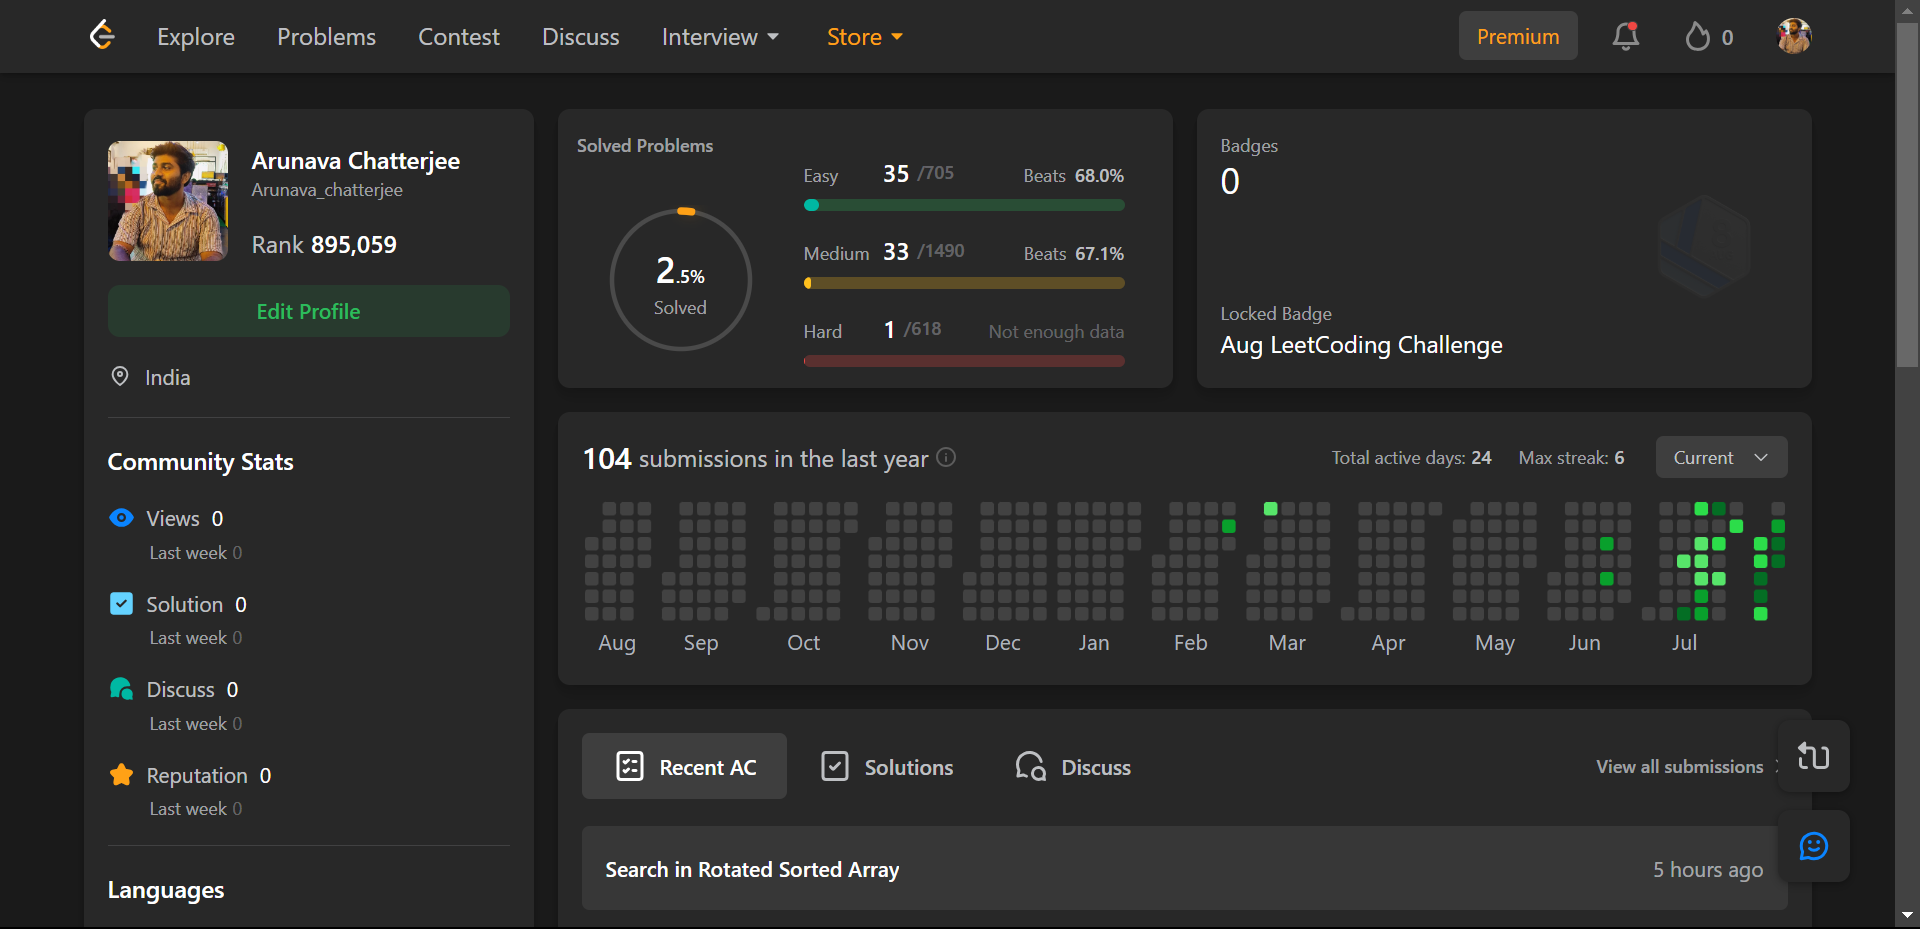 Explore Problems Contest Discuss Interview Store Premium 0
Arunava Chatterjee
Arunava_chatterjee
Rank 895,059
Edit Profile
India
Community Stats
Views 0
Last week 0
Solution 0
Last week 0
Discuss 0
Last week 0
Reputation 0
Last week 0
Languages
Solved Problems
2.5%
Solved
Easy 35 /705 Beats 68.0%
Medium 33 /1490 Beats 67.1%
Hard 1 /618 Not enough data
Badges
0
Locked Badge
Aug LeetCoding Challenge
104 submissions in the last year Total active days: 24 Max streak: 6 Current
Aug Sep Oct Nov Dec Jan Feb Mar Apr May Jun Jul
Recent AC Solutions Discuss View all submissions
Search in Rotated Sorted Array 5 hours ago